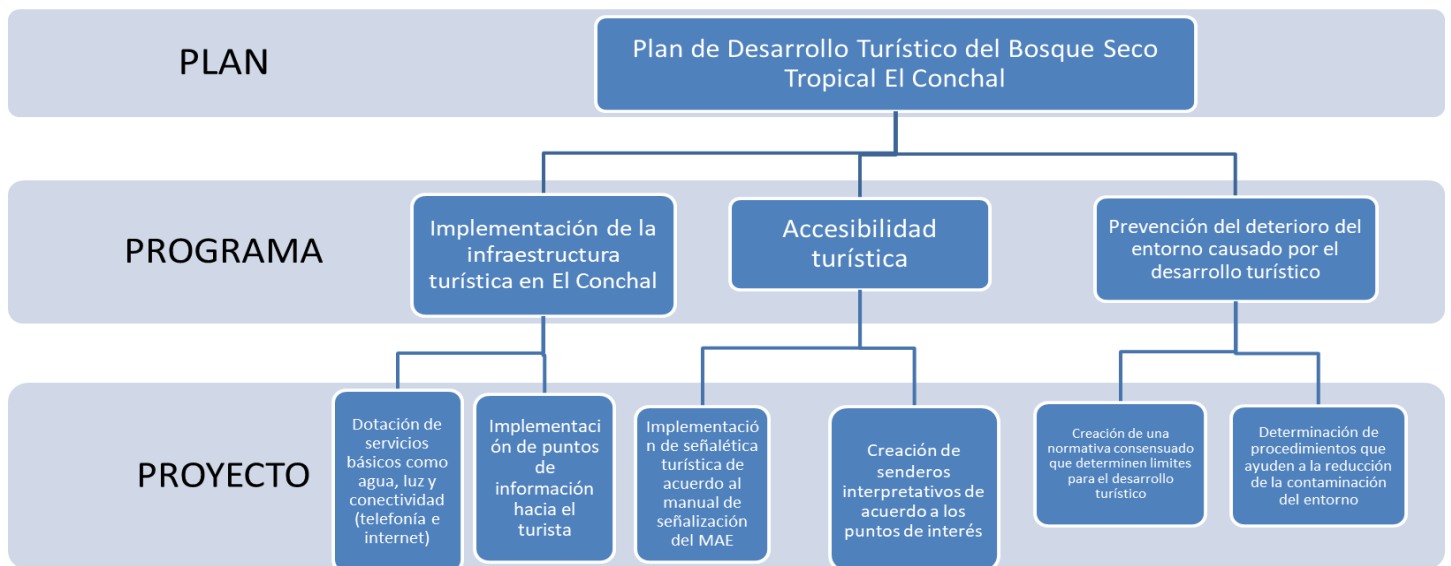 PLAN
Plan de Desarrollo Turístico del Bosque Seco
Tropical El Conchal
PROGRAMA
Implementación de la
infraestructura
turística en El Conchal
Accesibilidad
turística
Prevención del deterioro del
entorno causado por el
desarrollo turístico
PROYECTO
Dotación de
servicios
básicos como
agua, luz y
conectividad
(telefonía e
internet)
Implementac
ión de puntos
de
información
hacia el
turista
Implementació
n de señalética
turística de
acuerdo al
manual de
señalización
del MAE
Creación de
senderos
interpretativos de
acuerdo a los
puntos de interés
Creación de una
normativa consensuado
que determinen limites
para el desarrollo
turístico
Determinación de
procedimientos que
ayuden a la reducción
de la contaminación
del entorno